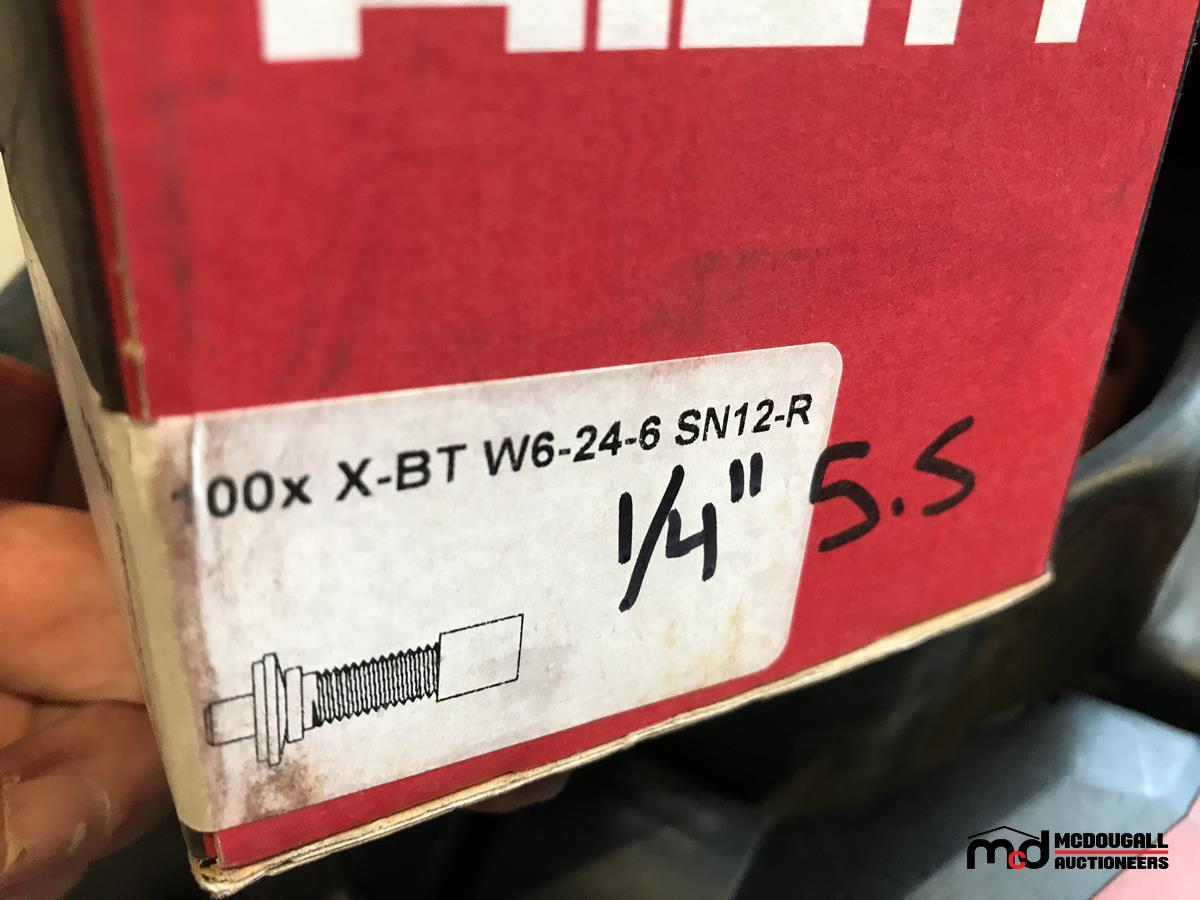 100x X-BT W6-24-6 SN12-R
1/4" S.S
McDOUGALL
AUCTIONEERS